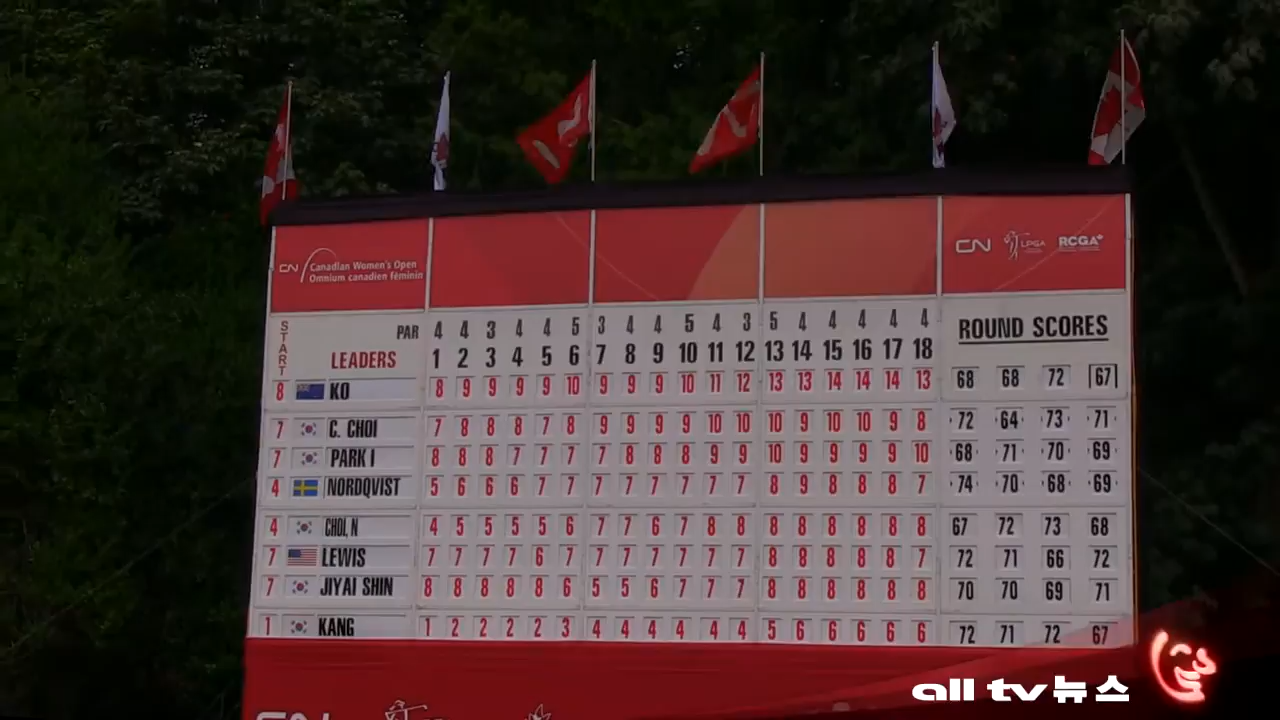 CN Canadian Women's Open
Omnium canadien féminin
CN LPGA RCGA
START
PAR 4 4 3 4 4 5 3 4 4 5 4 3 5 4 4 4 4 4
ROUND SCORES
LEADERS 1 2 3 4 5 6 7 8 9 10 11 12 13 14 15 16 17 18
8 KO 8 9 9 9 9 10 9 9 9 10 11 12 13 13 14 14 14 13 68 68 72 67
7 C. CHOI 7 8 8 8 7 8 9 9 9 9 10 10 10 9 10 10 9 8 72 64 73 71
7 PARK I 8 8 8 7 7 7 7 8 8 8 9 9 10 9 9 9 9 10 68 71 70 69
4 NORDQVIST 5 6 6 6 7 7 7 7 7 7 7 7 8 9 8 8 8 7 74 70 68 69
4 CHOI, N 4 5 5 5 5 6 7 7 6 7 8 8 8 8 8 8 8 8 67 72 73 68
7 LEWIS 7 7 7 7 6 7 7 7 7 7 7 7 8 8 8 8 8 7 72 71 66 72
7 JIYAI SHIN 8 8 8 8 8 6 5 5 6 7 7 7 8 8 8 8 8 8 70 70 69 71
1 KANG 1 2 2 2 2 3 4 4 4 4 4 4 5 6 6 6 6 6 72 71 72 67
CN
all tv 뉴스